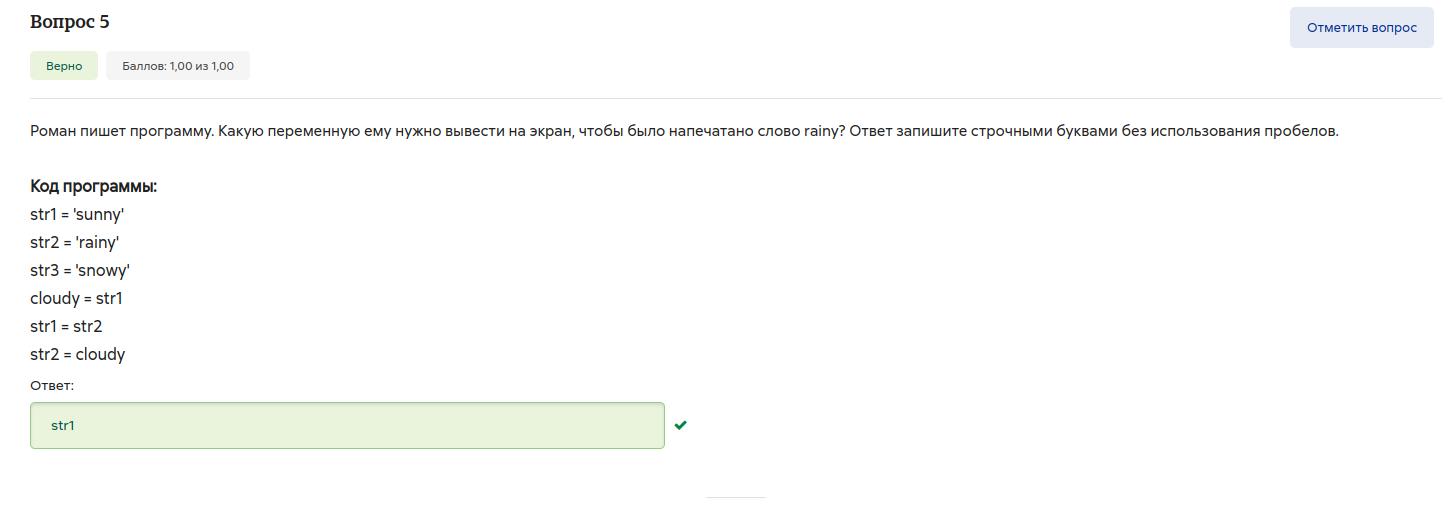 Вопрос 5
Отметить вопрос
Верно
Баллов: 1,00 из 1,00
Роман пишет программу. Какую переменную ему нужно вывести на экран, чтобы было напечатано слово rainy? Ответ запишите строчными буквами без использования пробелов.
Код программы:
str1 = 'sunny'
str2 = 'rainy'
str3 = 'snowy'
cloudy = str1
str1 = str2
str2 = cloudy
Ответ:
str1